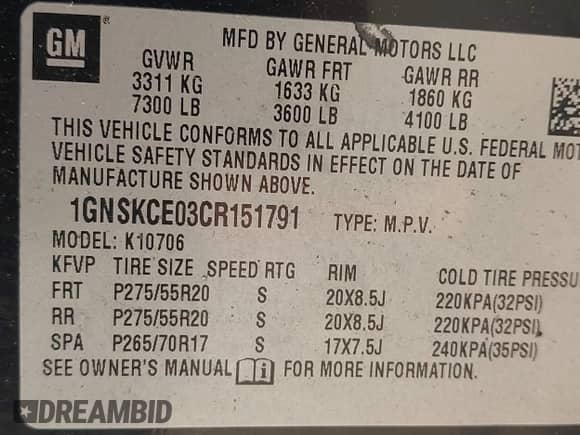 GM ®
MFD BY GENERAL MOTORS LLC
GVWR GAWR FRT GAWR RR
3311 KG 1633 KG 1860 KG
7300 LB 3600 LB 4100 LB
THIS VEHICLE CONFORMS TO ALL APPLICABLE U.S. FEDERAL MOT
VEHICLE SAFETY STANDARDS IN EFFECT ON THE DATE OF
MANUFACTURE SHOWN ABOVE.
1GNSKCE03CR151791 TYPE: M.P.V.
MODEL: K10706
KFVP TIRE SIZE SPEED RTG RIM COLD TIRE PRESSU
FRT P275/55R20 S 20X8.5J 220KPA(32PSI)
RR P275/55R20 S 20X8.5J 220KPA(32PSI)
SPA P265/70R17 S 17X7.5J 240KPA(35PSI)
SEE OWNER'S MANUAL FOR MORE INFORMATION.
DREAMBID